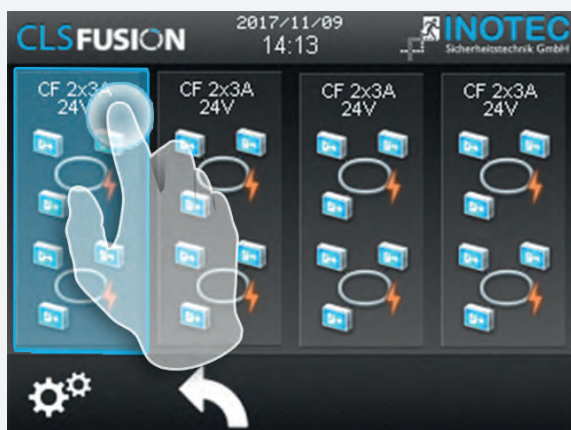 CLSFUSION
2017/11/09
14:13
INOTEC
Sicherheitstechnik GmbH
CF 2x3A
24V
CF 2x3A
24V
CF 2x3A
24V
CF 2x3A
24V